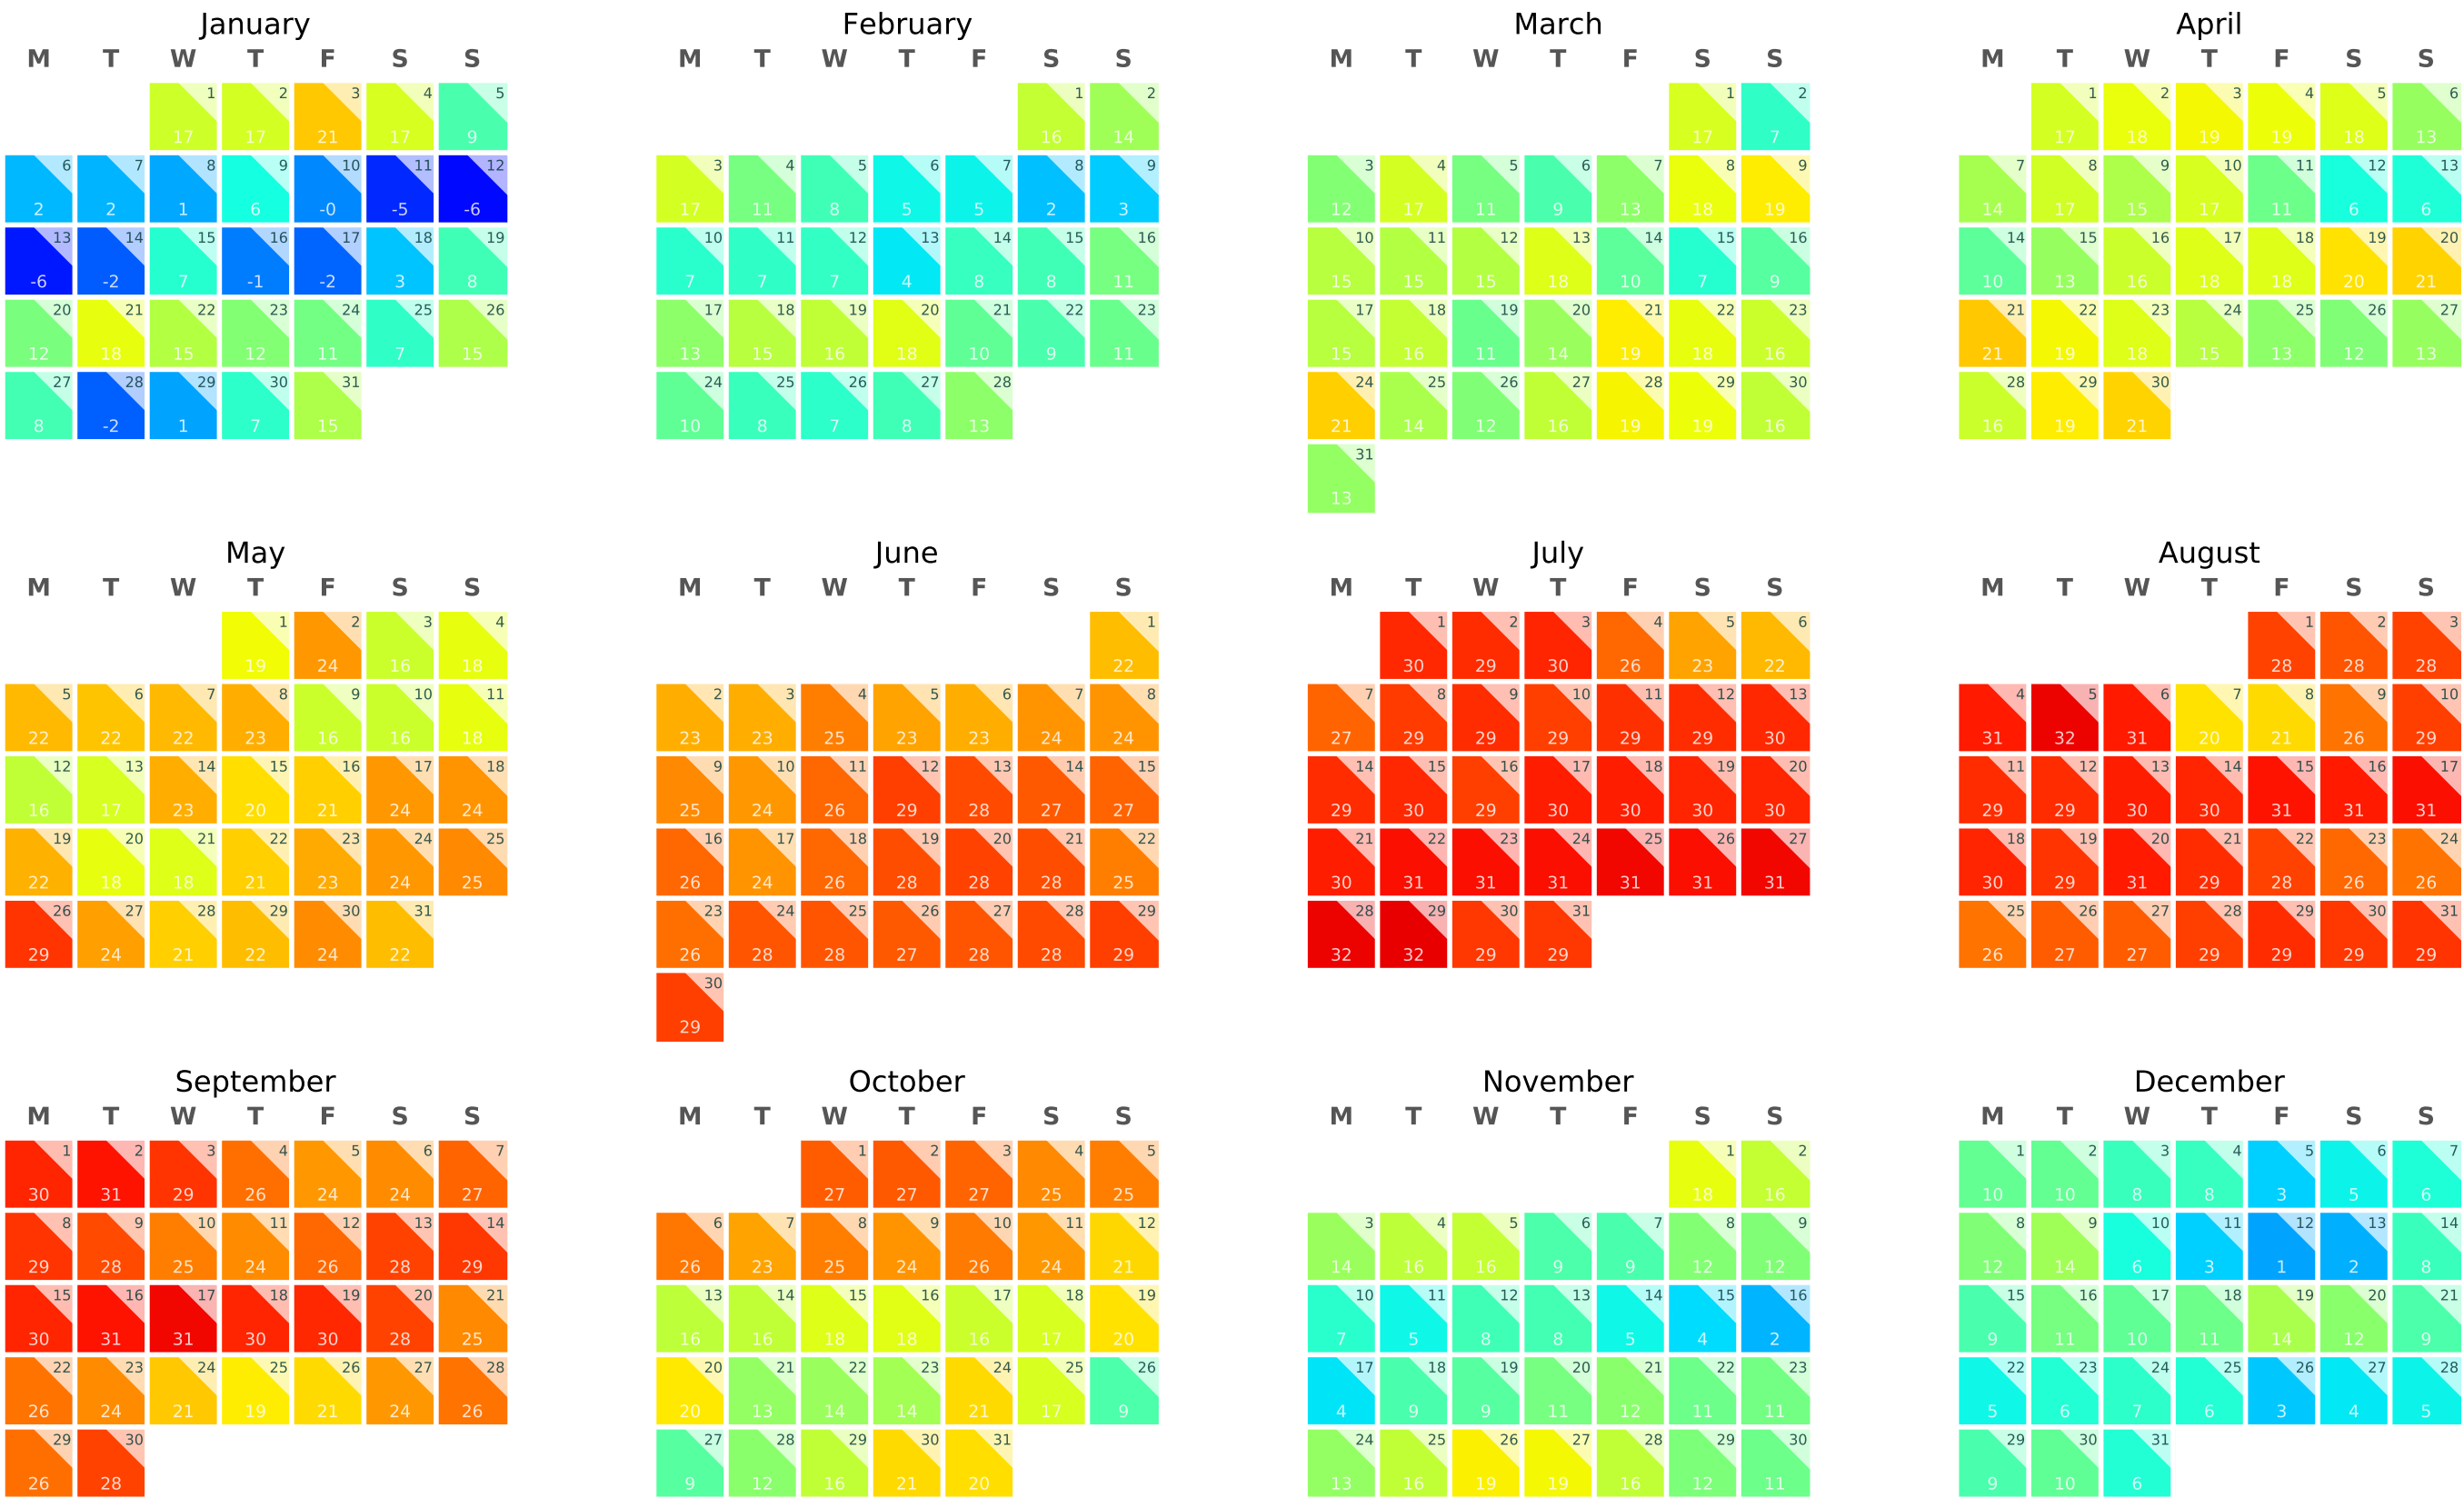 January February March April
M T W T F S S M T W T F S S M T W T F S S M T W T F S S
1 2 3 4 5 1 2 1 2 1 2 3 4 5 6
17 17 21 17 9 16 14 17 7 17 18 19 19 18 13
6 7 8 9 10 11 12 3 4 5 6 7 8 9 3 4 5 6 7 8 9 7 8 9 10 11 12 13
2 2 1 6 -0 -5 -6 17 11 8 5 5 2 3 12 17 11 9 13 18 19 14 17 15 17 11 6 6
13 14 15 16 17 18 19 10 11 12 13 14 15 16 10 11 12 13 14 15 16 14 15 16 17 18 19 20
-6 -2 7 -1 -2 3 8 7 7 7 4 8 8 11 15 15 15 18 10 7 9 10 13 16 18 18 20 21
20 21 22 23 24 25 26 17 18 19 20 21 22 23 17 18 19 20 21 22 23 21 22 23 24 25 26 27
12 18 15 12 11 7 15 13 15 16 18 10 9 11 15 16 11 14 19 18 16 21 19 18 15 13 12 13
27 28 29 30 31 24 25 26 27 28 24 25 26 27 28 29 30 28 29 30
8 -2 1 7 15 10 8 7 8 13 21 14 12 16 19 19 16 16 19 21
31
13
May June July August
M T W T F S S M T W T F S S M T W T F S S M T W T F S S
1 2 3 4 1 1 2 3 4 5 6 1 2 3
19 24 16 18 22 30 29 30 26 23 22 28 28 28
5 6 7 8 9 10 11 2 3 4 5 6 7 8 7 8 9 10 11 12 13 4 5 6 7 8 9 10
22 22 22 23 16 16 18 23 23 25 23 23 24 24 27 29 29 29 29 29 30 31 32 31 20 21 26 29
12 13 14 15 16 17 18 9 10 11 12 13 14 15 14 15 16 17 18 19 20 11 12 13 14 15 16 17
16 17 23 20 21 24 24 25 24 26 29 28 27 27 29 30 29 30 30 30 30 29 29 30 30 31 31 31
19 20 21 22 23 24 25 16 17 18 19 20 21 22 21 22 23 24 25 26 27 18 19 20 21 22 23 24
22 18 18 21 23 24 25 26 24 26 28 28 28 25 30 31 31 31 31 31 31 30 29 31 29 28 26 26
26 27 28 29 30 31 23 24 25 26 27 28 29 28 29 30 31 25 26 27 28 29 30 31
29 24 21 22 24 22 26 28 28 27 28 28 29 32 32 29 29 26 27 27 29 29 29 29
30
29
September October November December
M T W T F S S M T W T F S S M T W T F S S M T W T F S S
1 2 3 4 5 6 7 1 2 3 4 5 1 2 1 2 3 4 5 6 7
30 31 29 26 24 24 27 27 27 27 25 25 18 16 10 10 8 8 3 5 6
8 9 10 11 12 13 14 6 7 8 9 10 11 12 3 4 5 6 7 8 9 8 9 10 11 12 13 14
29 28 25 24 26 28 29 26 23 25 24 26 24 21 14 16 16 9 9 12 12 12 14 6 3 1 2 8
15 16 17 18 19 20 21 13 14 15 16 17 18 19 10 11 12 13 14 15 16 15 16 17 18 19 20 21
30 31 31 30 30 28 25 16 16 18 18 16 17 20 7 5 8 8 5 4 2 9 11 10 11 14 12 9
22 23 24 25 26 27 28 20 21 22 23 24 25 26 17 18 19 20 21 22 23 22 23 24 25 26 27 28
26 24 21 19 21 24 26 20 13 14 14 21 17 9 4 9 9 11 12 11 11 5 6 7 6 3 4 5
29 30 27 28 29 30 31 24 25 26 27 28 29 30 29 30 31
26 28 9 12 16 21 20 13 16 19 19 16 12 11 9 10 6